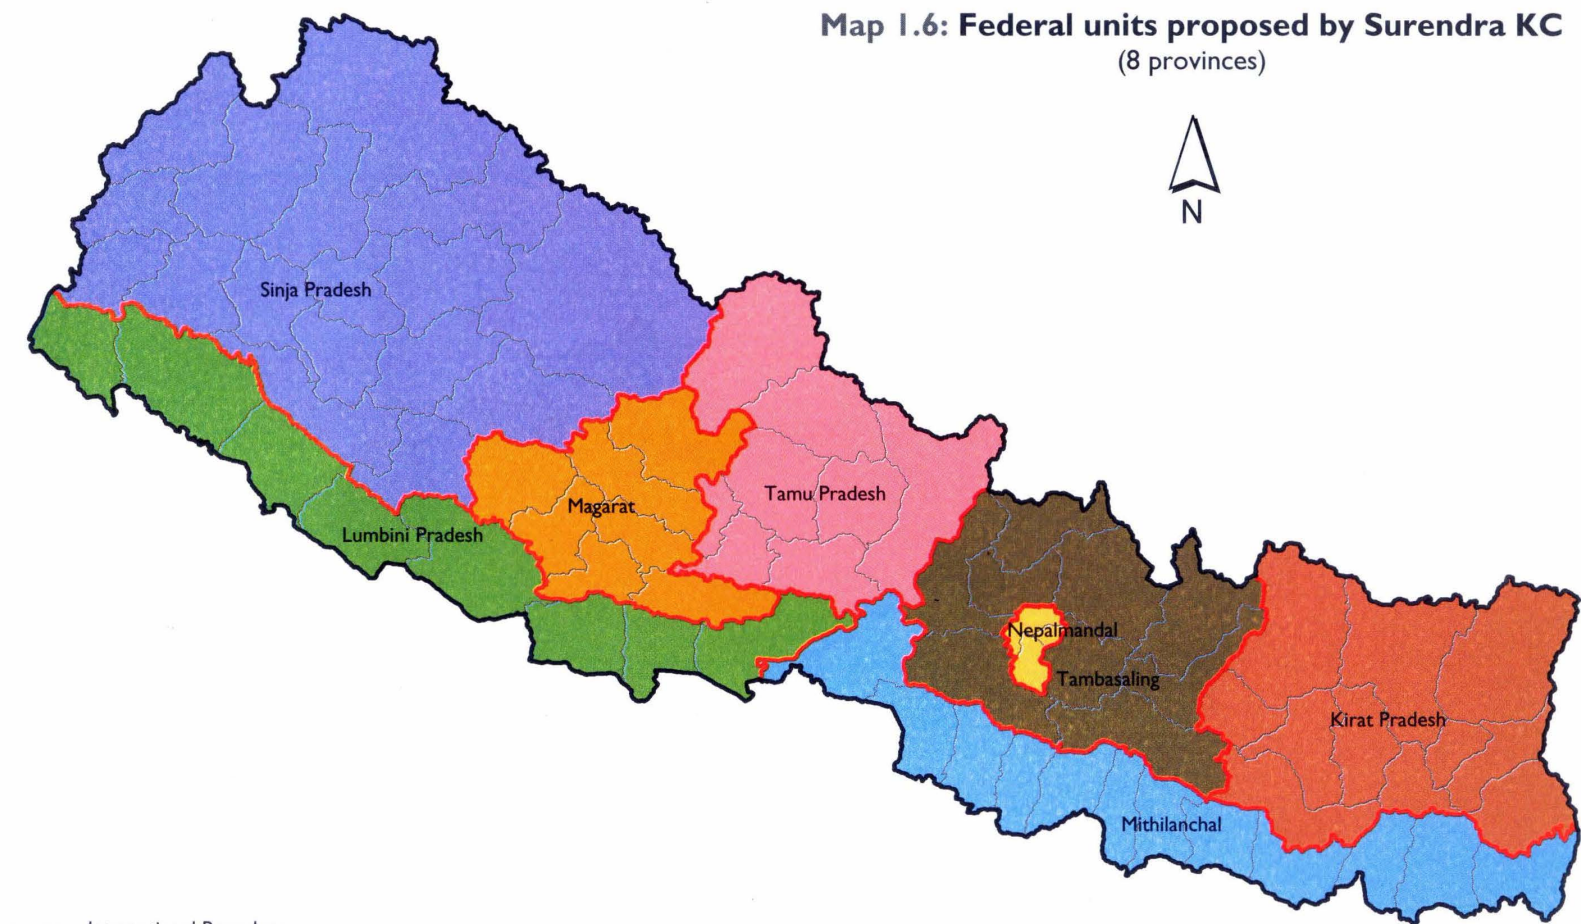 Map 1.6: Federal units proposed by Surendra KC
(8 provinces)
N
Sinja Pradesh
Tamu Pradesh
Magarat
Lumbini Pradesh
Nepalmandal
Tambasaling
Kirat Pradesh
Mithilanchal